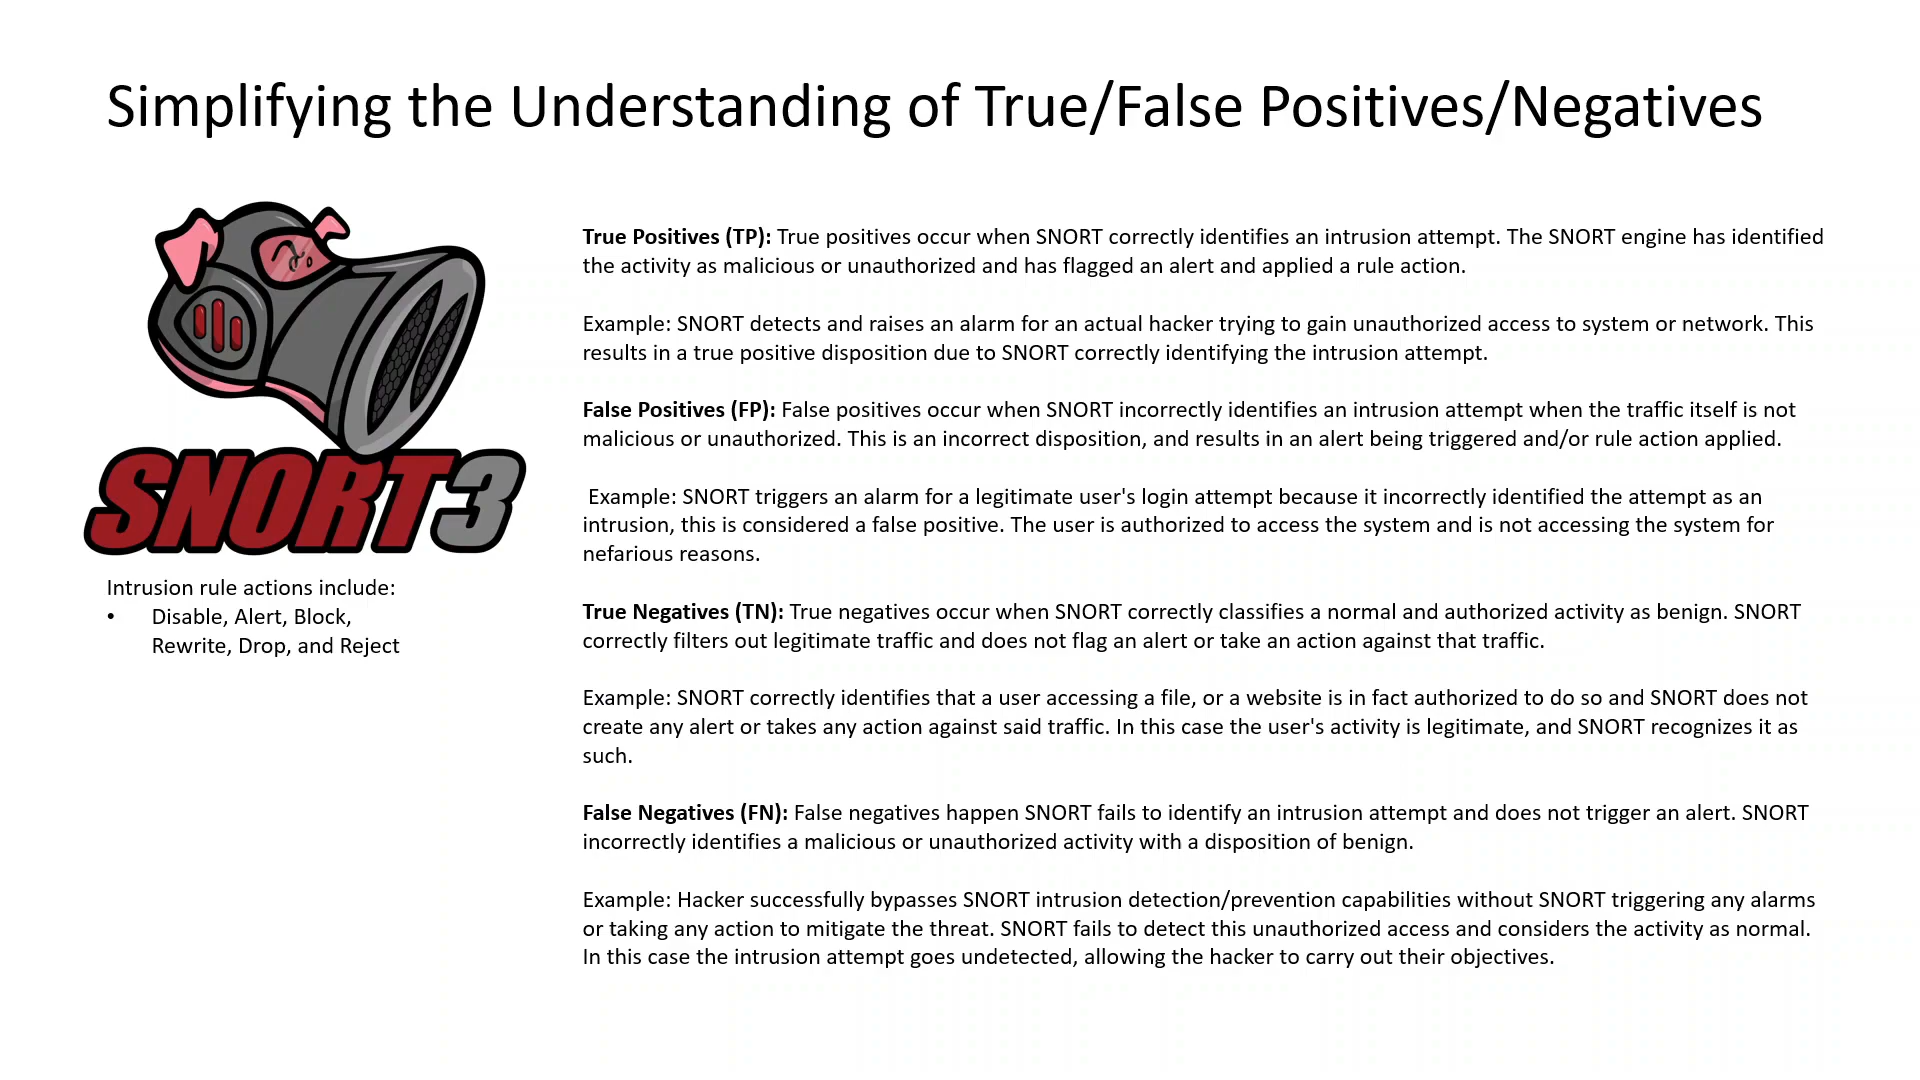 Simplifying the Understanding of True/False Positives/Negatives
SNORT3
Intrusion rule actions include:
• Disable, Alert, Block,
Rewrite, Drop, and Reject
True Positives (TP): True positives occur when SNORT correctly identifies an intrusion attempt. The SNORT engine has identified
the activity as malicious or unauthorized and has flagged an alert and applied a rule action.
Example: SNORT detects and raises an alarm for an actual hacker trying to gain unauthorized access to system or network. This
results in a true positive disposition due to SNORT correctly identifying the intrusion attempt.
False Positives (FP): False positives occur when SNORT incorrectly identifies an intrusion attempt when the traffic itself is not
malicious or unauthorized. This is an incorrect disposition, and results in an alert being triggered and/or rule action applied.
Example: SNORT triggers an alarm for a legitimate user's login attempt because it incorrectly identified the attempt as an
intrusion, this is considered a false positive. The user is authorized to access the system and is not accessing the system for
nefarious reasons.
True Negatives (TN): True negatives occur when SNORT correctly classifies a normal and authorized activity as benign. SNORT
correctly filters out legitimate traffic and does not flag an alert or take an action against that traffic.
Example: SNORT correctly identifies that a user accessing a file, or a website is in fact authorized to do so and SNORT does not
create any alert or takes any action against said traffic. In this case the user's activity is legitimate, and SNORT recognizes it as
such.
False Negatives (FN): False negatives happen SNORT fails to identify an intrusion attempt and does not trigger an alert. SNORT
incorrectly identifies a malicious or unauthorized activity with a disposition of benign.
Example: Hacker successfully bypasses SNORT intrusion detection/prevention capabilities without SNORT triggering any alarms
or taking any action to mitigate the threat. SNORT fails to detect this unauthorized access and considers the activity as normal.
In this case the intrusion attempt goes undetected, allowing the hacker to carry out their objectives.